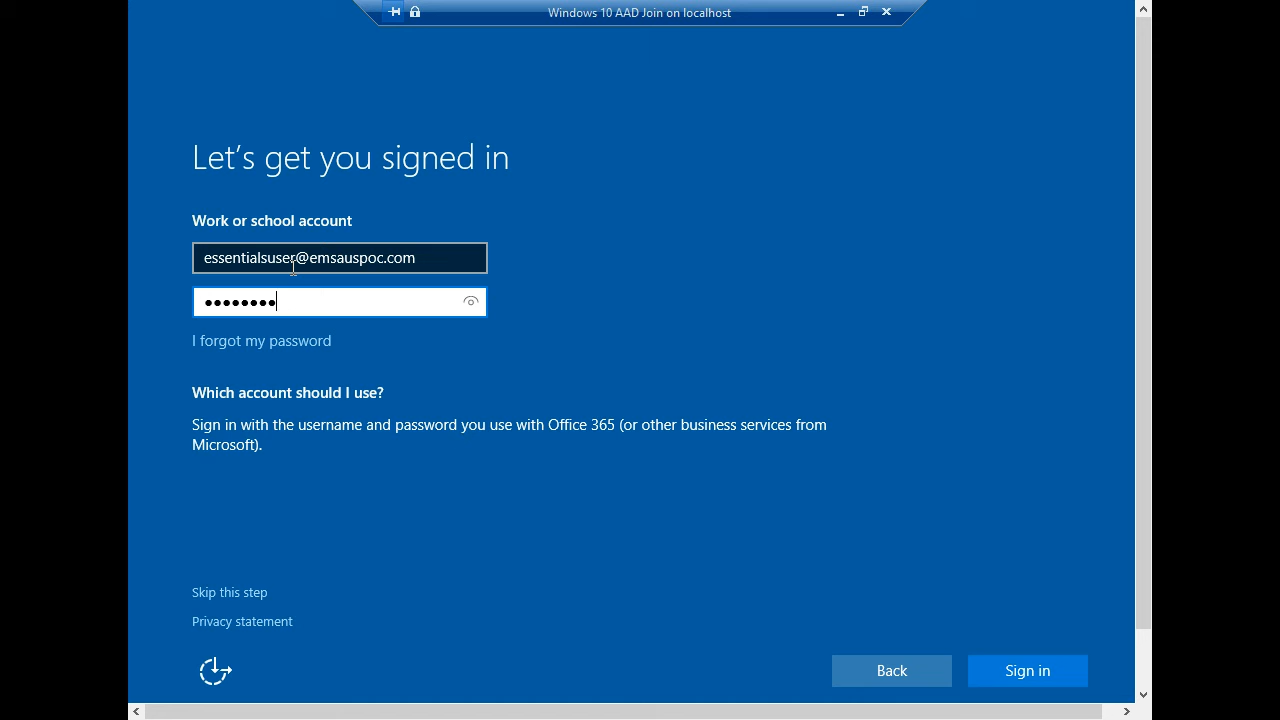 Windows 10 AAD Join on localhost
Let's get you signed in
Work or school account
essentialsuser@emsauspoc.com
●●●●●●●●
I forgot my password
Which account should I use?
Sign in with the username and password you use with Office 365 (or other business services from
Microsoft).
Skip this step
Privacy statement
Back
Sign in